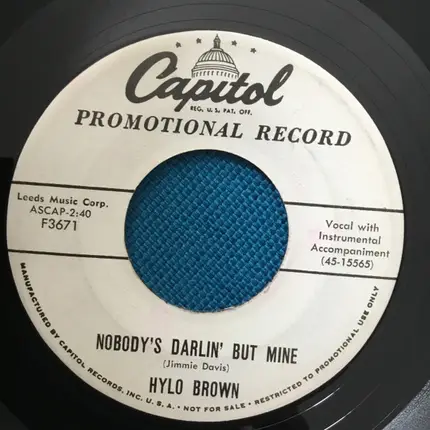 Capitol
REG. U.S. PAT. OFF.
PROMOTIONAL RECORD
Leeds Music Corp.
ASCAP-2:40
F3671
Vocal with
Instrumental
Accompaniment
(45-15565)
NOBODY'S DARLIN' BUT MINE
(Jimmie Davis)
HYLO BROWN
MANUFACTURED BY CAPITOL RECORDS, INC. U.S.A. • NOT FOR SALE • RESTRICTED TO PROMOTIONAL USE ONLY